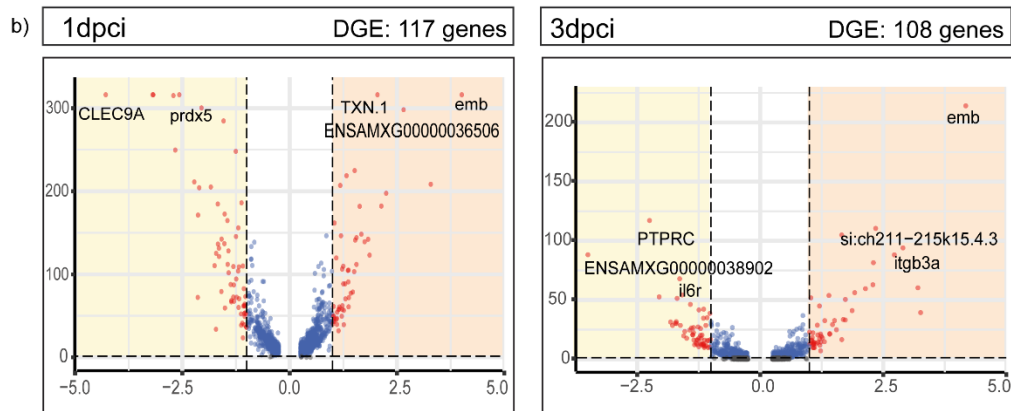 b) 1dpci DGE: 117 genes
3dpci DGE: 108 genes
300
200
100
0
CLEC9A
prdx5
TXN.1
emb
ENSAMXG00000036506
−5.0 −2.5 0.0 2.5 5.0
200
150
100
50
0
emb
PTPRC
si:ch211−215k15.4.3
ENSAMXG00000038902
itgb3a
il6r
−2.5 0.0 2.5 5.0